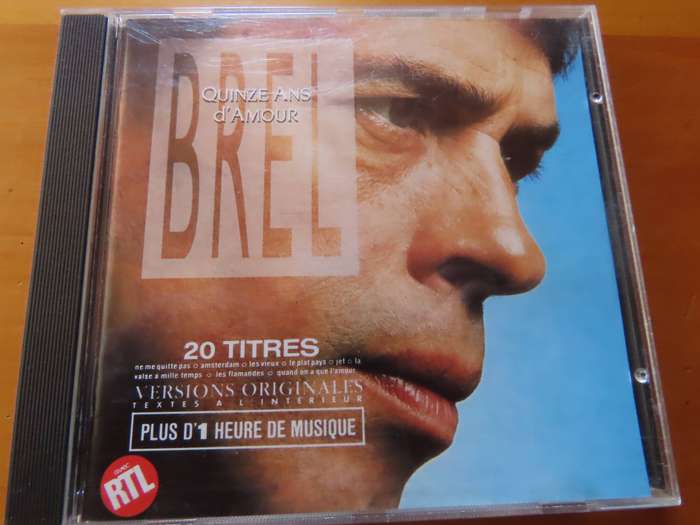 BREL
QUINZE ANS
D'AMOUR
20 TITRES
ne me quitte pas o amsterdam o les vieux o le plat pays o jef o la
valse a mille temps o les flamandes o quand on a que l'amour
VERSIONS ORIGINALES
TEXTES A L'INTERIEUR
PLUS D'1 HEURE DE MUSIQUE
avec
RTL